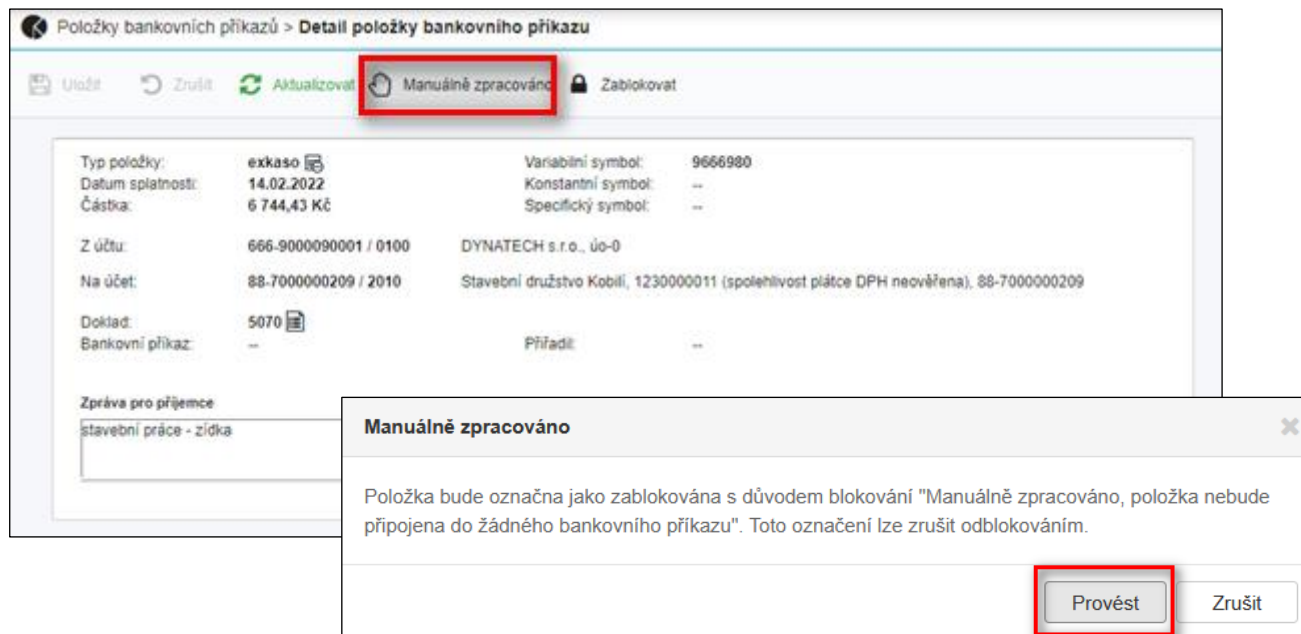 Položky bankovních příkazů > Detail položky bankovního příkazu
Uložit Zrušit Aktualizovat Manuálně zpracováno Zablokovat
Typ položky: exkaso Variabilní symbol: 9666980
Datum splatnosti: 14.02.2022 Konstantní symbol: --
Částka: 6 744,43 Kč Specifický symbol: --
Z účtu: 666-9000090001 / 0100 DYNATECH s.r.o., úo-0
Na účet: 88-7000000209 / 2010 Stavební družstvo Kobilí, 1230000011 (spolehlivost plátce DPH neověřena), 88-7000000209
Doklad: 5070
Bankovní příkaz: -- Přiřadil: --
Zpráva pro příjemce
stavební práce - zídka
Manuálně zpracováno
Položka bude označna jako zablokována s důvodem blokování "Manuálně zpracováno, položka nebude
připojena do žádného bankovního příkazu". Toto označení lze zrušit odblokováním.
Provést Zrušit